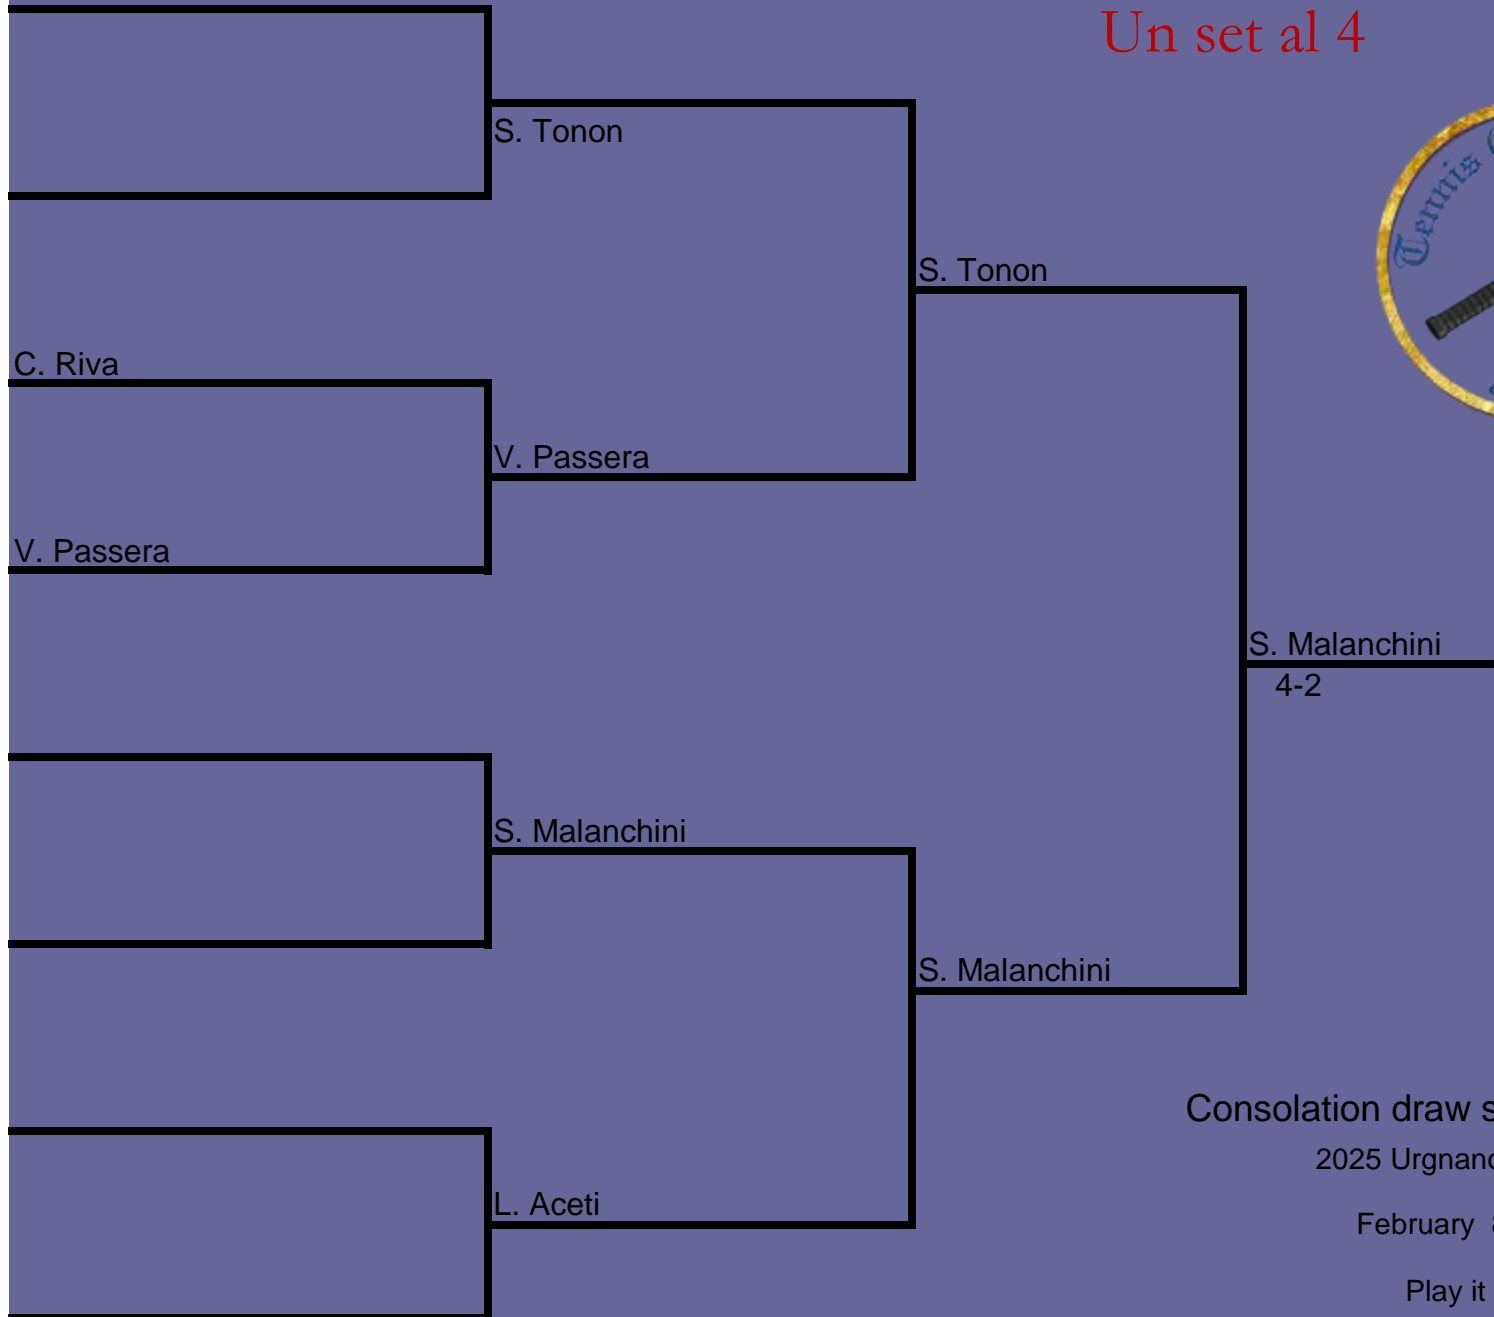 Un set al 4
S. Tonon
Tennis
S. Tonon
C. Riva
V. Passera
V. Passera
S. Malanchini
4-2
S. Malanchini
S. Malanchini
Consolation draw
2025
L. Aceti
February
Play it